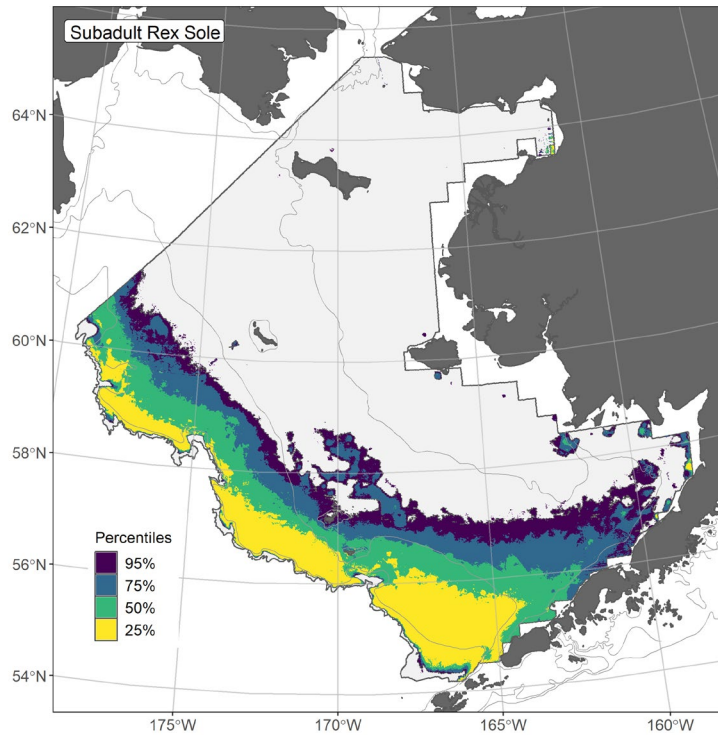 Subadult Rex Sole
64°N
62°N
60°N
58°N
56°N
54°N
Percentiles
95%
75%
50%
25%
175°W
170°W
165°W
160°W